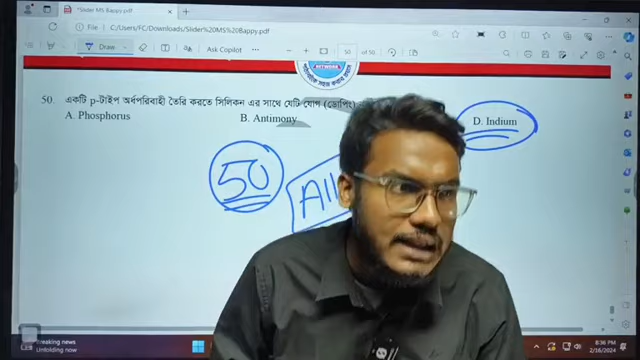 *Slider MS Bappy.pdf
File C:/Users/FC/Downloads/Slider%20MS%20Bappy.pdf
Draw Ask Copilot 50 of 50
50. একটি p-টাইপ অর্ধপরিবাহী তৈরি করতে সিলিকন এর সাথে যেটি যোগ (ডোপিং)
A. Phosphorus B. Antimony D. Indium
50 All
Breaking news
Unfolding now
8:36 PM
2/16/2024